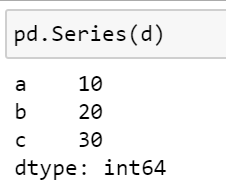 pd.Series(d)
a    10
b    20
c    30
dtype: int64